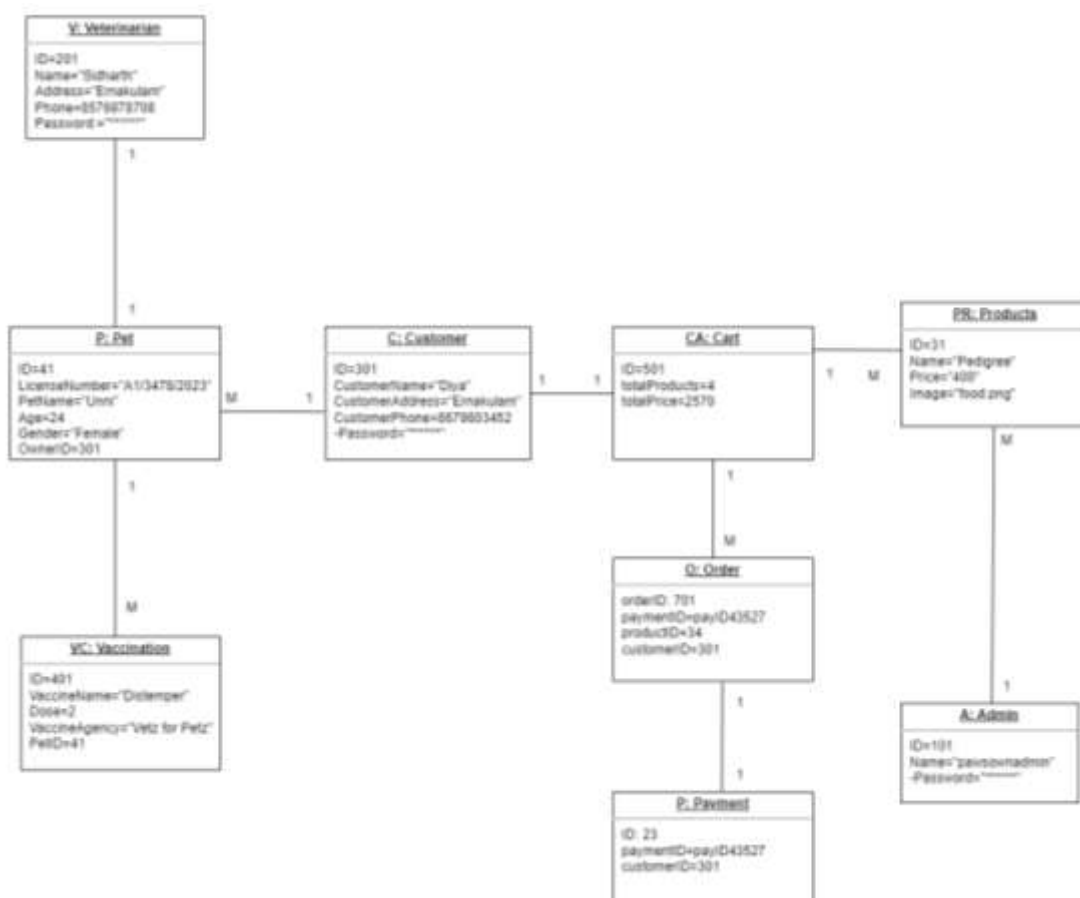 V: Veterinarian
ID=201
Name="Sidharth"
Address="Ernakulam"
Password="*******"
1
1
P: Pet
ID=41
LicenseNumber="A1/3478/2023"
PetName="Unni"
Age=24
Gender="Female"
OwnerID=301
M
1
C: Customer
ID=301
CustomerName="Diya"
CustomerAddress="Ernakulam"
-Password="*******"
1
1
CA: Cart
ID=501
totalProducts=4
totalPrice=2570
1
M
PR: Products
ID=31
Name="Pedigree"
Price="400"
Image="food.png"
1
M
VC: Vaccination
ID=401
VaccineName="Distemper"
Dose=2
VaccineAgency="Vetz for Petz"
PetID=41
1
M
O: Order
orderID: 701
paymentID=payID43527
productID=34
customerID=301
1
1
P: Payment
ID: 23
paymentID=payID43527
customerID=301
M
1
A: Admin
ID=101
Name="pawsownadmin"
-Password="*******"